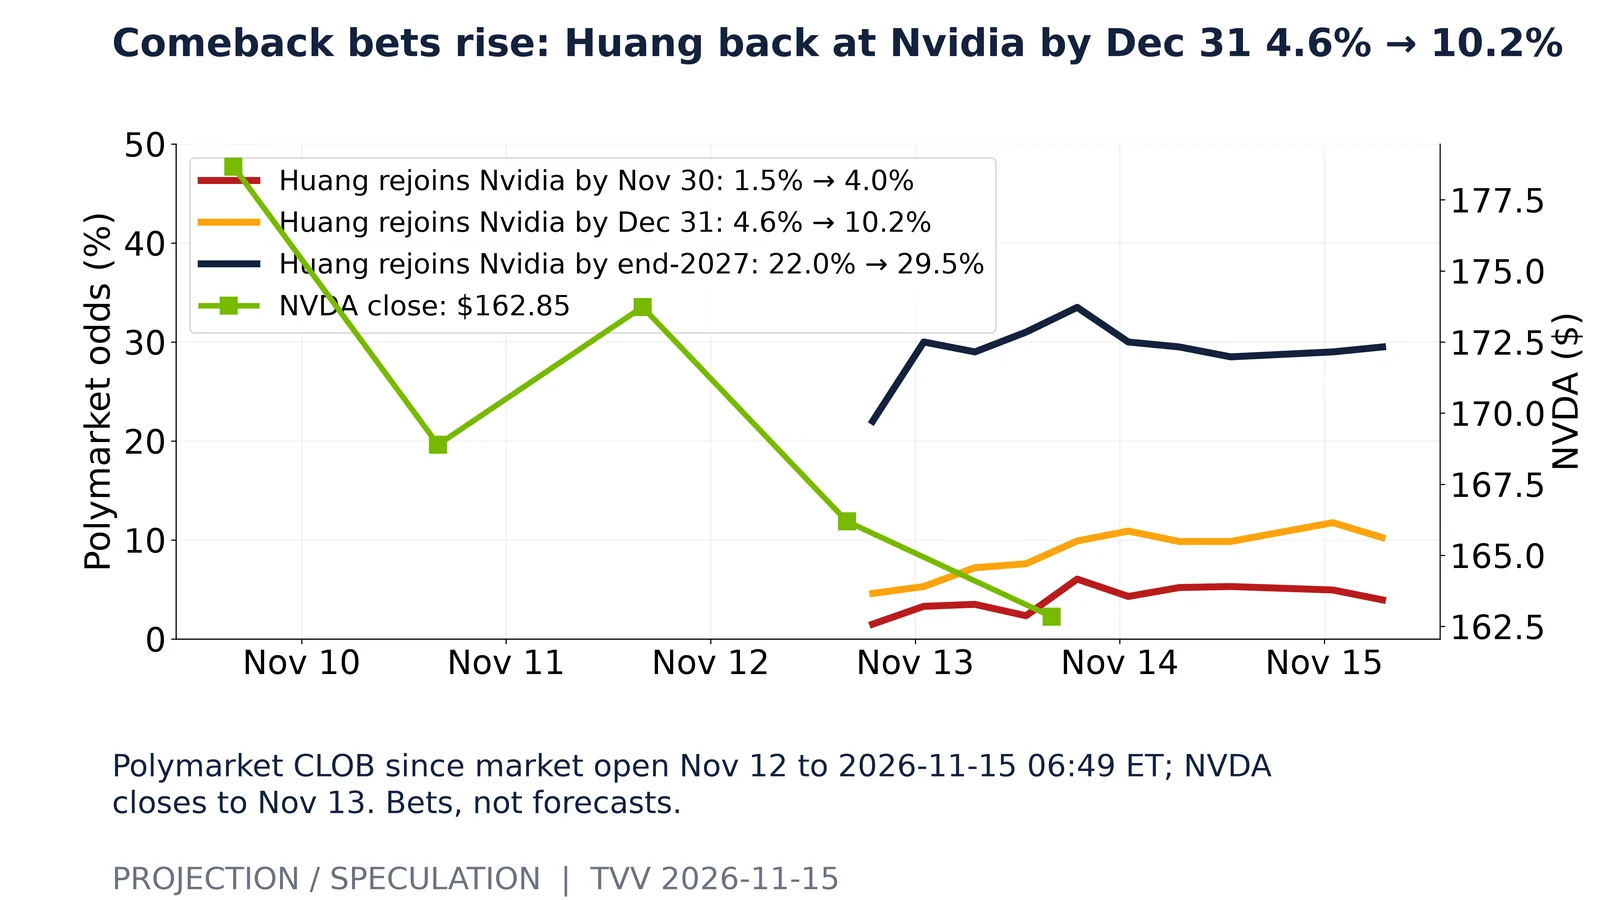 Comeback bets rise: Huang back at Nvidia by Dec 31 4.6% → 10.2%
50
40
30
20
10
0
Polymarket odds (%)
Huang rejoins Nvidia by Nov 30: 1.5% → 4.0%
Huang rejoins Nvidia by Dec 31: 4.6% → 10.2%
Huang rejoins Nvidia by end-2027: 22.0% → 29.5%
NVDA close: $162.85
177.5
175.0
172.5
170.0
167.5
165.0
162.5
NVDA ($)
Nov 10
Nov 11
Nov 12
Nov 13
Nov 14
Nov 15
Polymarket CLOB since market open Nov 12 to 2026-11-15 06:49 ET; NVDA
closes to Nov 13. Bets, not forecasts.
PROJECTION / SPECULATION | TVV 2026-11-15